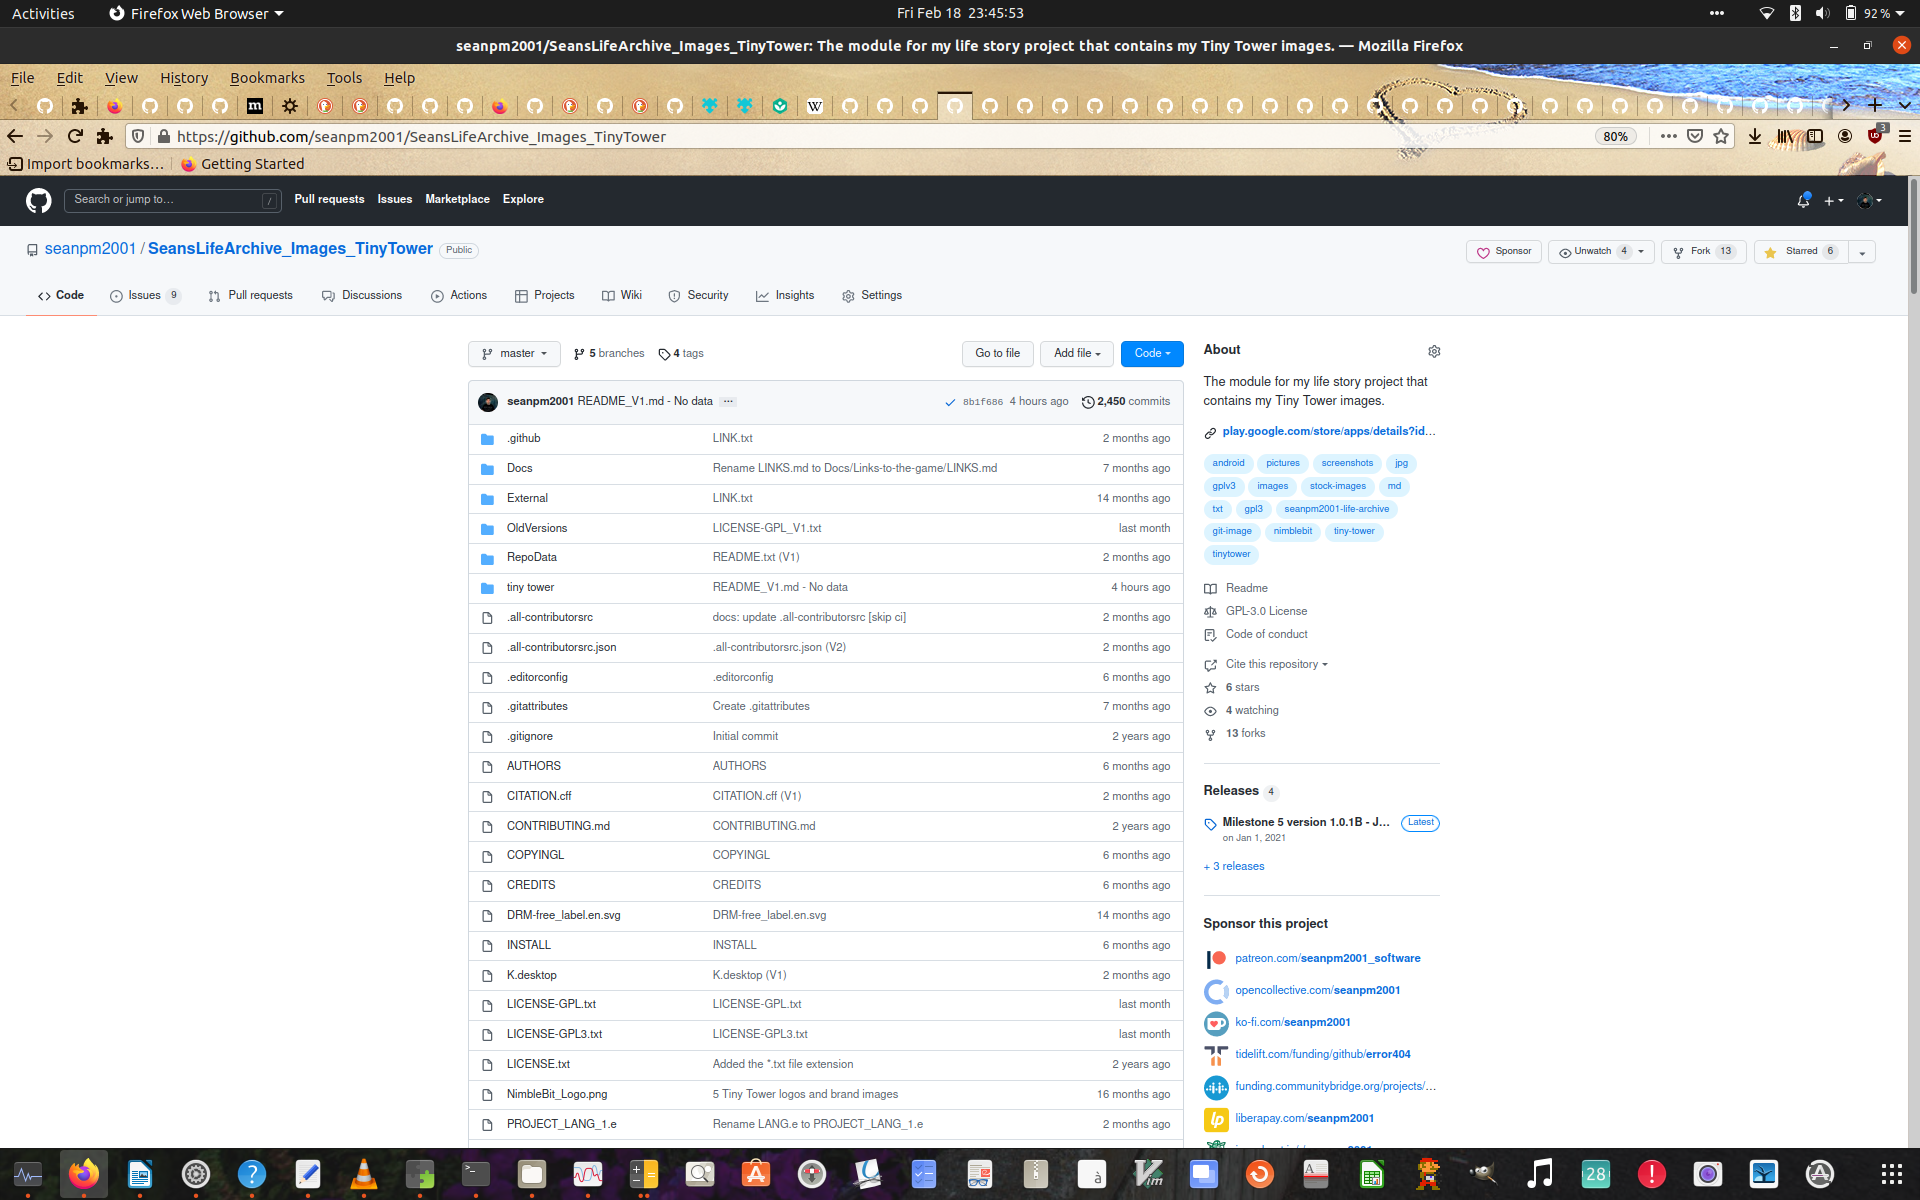 Activities
Firefox Web Browser
Fri Feb 18 23:45:53
92 %
seanpm2001/SeansLifeArchive_Images_TinyTower: The module for my life story project that contains my Tiny Tower images. — Mozilla Firefox
File Edit View History Bookmarks Tools Help
https://github.com/seanpm2001/SeansLifeArchive_Images_TinyTower
80%
3
Import bookmarks…
Getting Started
Search or jump to…
/
Pull requests Issues Marketplace Explore
seanpm2001 / SeansLifeArchive_Images_TinyTower Public
Sponsor
Unwatch 4
Fork 13
Starred 6
Code
Issues 9
Pull requests
Discussions
Actions
Projects
Wiki
Security
Insights
Settings
master
5 branches
4 tags
Go to file
Add file
Code
seanpm2001 README_V1.md - No data ...
8b1f686 4 hours ago
2,450 commits
.github LINK.txt 2 months ago
Docs Rename LINKS.md to Docs/Links-to-the-game/LINKS.md 7 months ago
External LINK.txt 14 months ago
OldVersions LICENSE-GPL_V1.txt last month
RepoData README.txt (V1) 2 months ago
tiny tower README_V1.md - No data 4 hours ago
.all-contributorsrc docs: update .all-contributorsrc [skip ci] 2 months ago
.all-contributorsrc.json .all-contributorsrc.json (V2) 2 months ago
.editorconfig .editorconfig 6 months ago
.gitattributes Create .gitattributes 7 months ago
.gitignore Initial commit 2 years ago
AUTHORS AUTHORS 6 months ago
CITATION.cff CITATION.cff (V1) 2 months ago
CONTRIBUTING.md CONTRIBUTING.md 2 years ago
COPYINGL COPYINGL 6 months ago
CREDITS CREDITS 6 months ago
DRM-free_label.en.svg DRM-free_label.en.svg 14 months ago
INSTALL INSTALL 6 months ago
K.desktop K.desktop (V1) 2 months ago
LICENSE-GPL.txt LICENSE-GPL.txt last month
LICENSE-GPL3.txt LICENSE-GPL3.txt last month
LICENSE.txt Added the *.txt file extension 2 years ago
NimbleBit_Logo.png 5 Tiny Tower logos and brand images 16 months ago
PROJECT_LANG_1.e Rename LANG.e to PROJECT_LANG_1.e 2 months ago
About
The module for my life story project that
contains my Tiny Tower images.
play.google.com/store/apps/details?id…
android pictures screenshots jpg
gplv3 images stock-images md
txt gpl3 seanpm2001-life-archive
git-image nimblebit tiny-tower
tinytower
Readme
GPL-3.0 License
Code of conduct
Cite this repository
6 stars
4 watching
13 forks
Releases 4
Milestone 5 version 1.0.1B - J… Latest
on Jan 1, 2021
+ 3 releases
Sponsor this project
patreon.com/seanpm2001_software
opencollective.com/seanpm2001
ko-fi.com/seanpm2001
tidelift.com/funding/github/error404
funding.communitybridge.org/projects/…
liberapay.com/seanpm2001
28